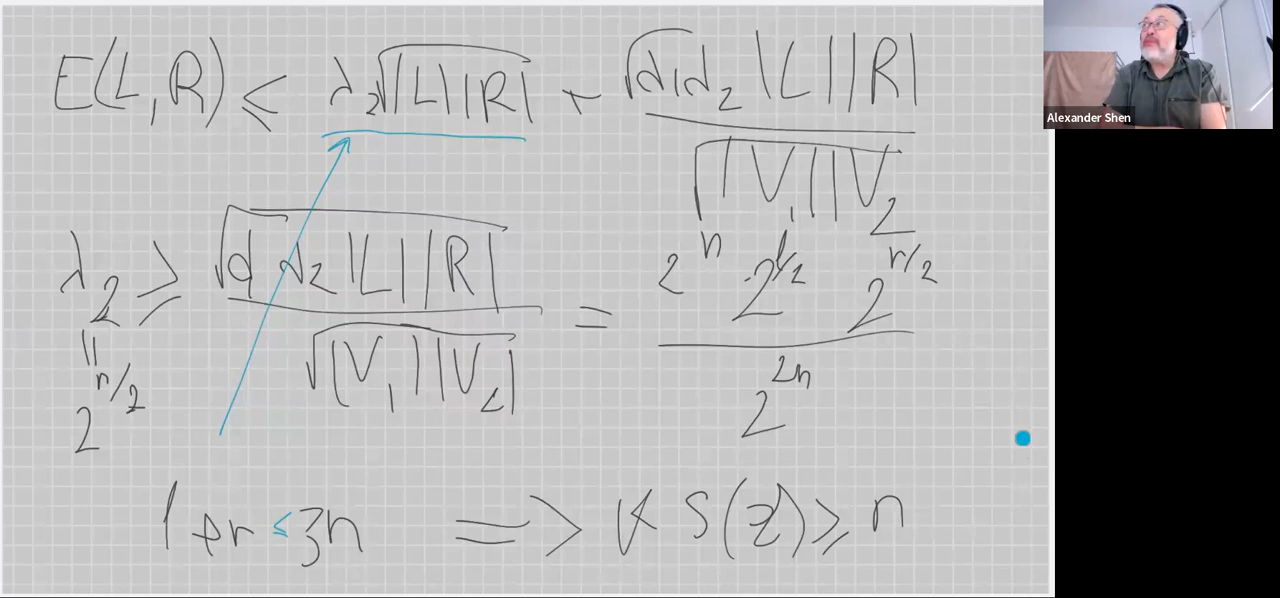 E(L,R) ≤ λ₂√|L||R| + √d₁d₂ |L||R| / √|V₁||V₂|
Alexander Shen
λ₂ ≥ √d₁d₂ |L||R| / √|V₁||V₂| = 2ⁿ · 2^{l/2} 2^{r/2} / 2^{2n}
||
2^{n/2}
l+r ≤ 3n => KS(z) ≥ n